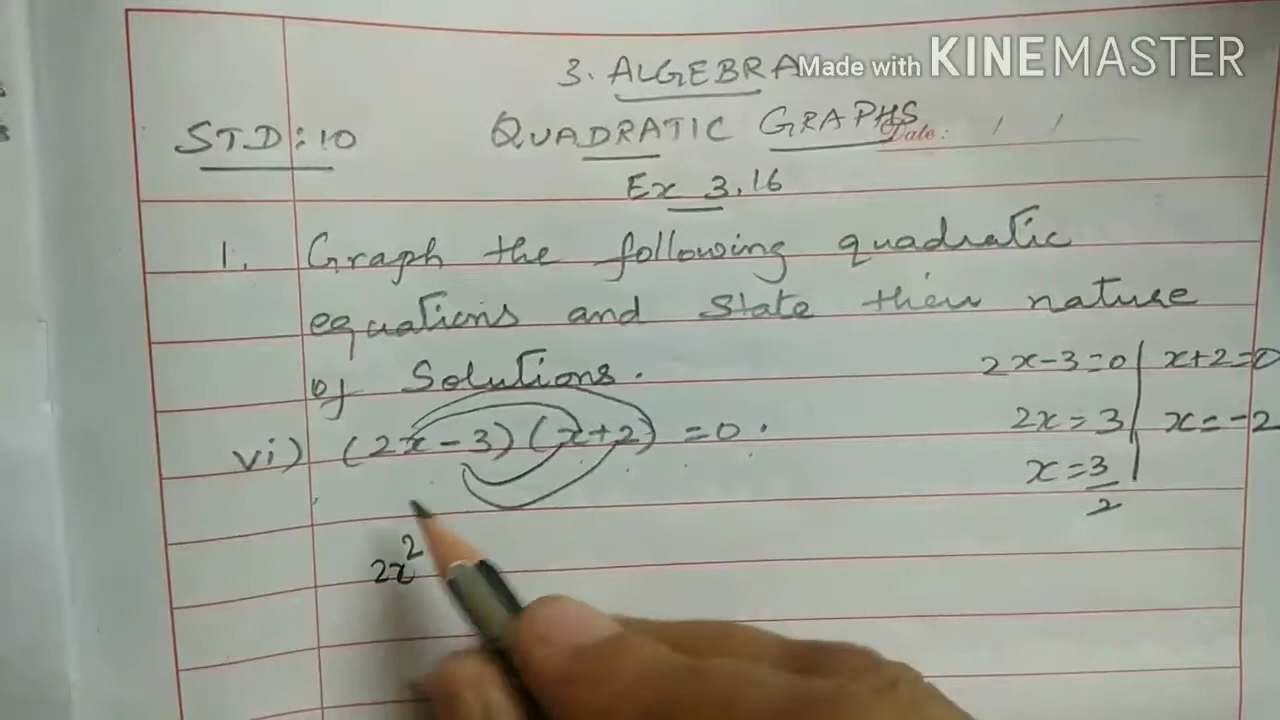 3. ALGEBRA
Made with KINEMASTER
STD: 10
QUADRATIC GRAPHS
Date: / /
Ex 3.16
1. Graph the following quadratic
equations and state their nature
of Solutions.
vi) (2x-3)(x+2) = 0.
2x²
2x-3=0 | x+2=0
2x=3 | x=-2
x=3/2